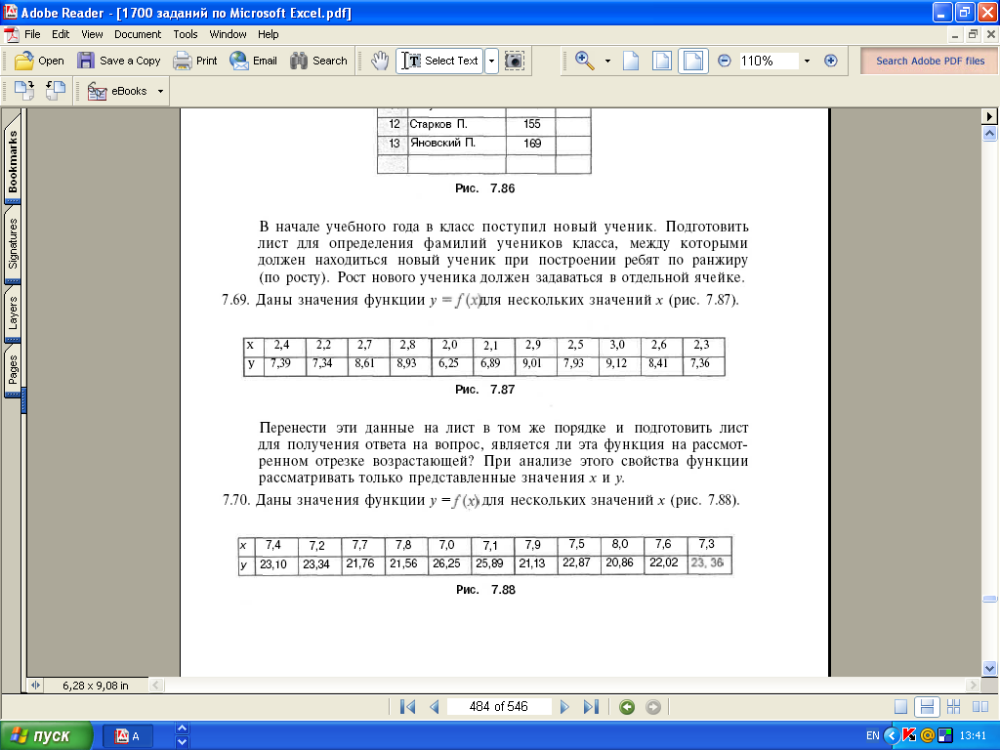 Adobe Reader - [1700 заданий по Microsoft Excel.pdf]
File Edit View Document Tools Window Help
Open Save a Copy Print Email Search Select Text 110% Search Adobe PDF files
eBooks
Bookmarks
Signatures
Layers
Pages
12 Старков П. 155
13 Яновский П. 169
Рис. 7.86
В начале учебного года в класс поступил новый ученик. Подготовить
лист для определения фамилий учеников класса, между которыми
должен находиться новый ученик при построении ребят по ранжиру
(по росту). Рост нового ученика должен задаваться в отдельной ячейке.
7.69. Даны значения функции y = f (x) для нескольких значений x (рис. 7.87).
x 2,4 2,2 2,7 2,8 2,0 2,1 2,9 2,5 3,0 2,6 2,3
y 7,39 7,34 8,61 8,93 6,25 6,89 9,01 7,93 9,12 8,41 7,36
Рис. 7.87
Перенести эти данные на лист в том же порядке и подготовить лист
для получения ответа на вопрос, является ли эта функция на рассмот-
ренном отрезке возрастающей? При анализе этого свойства функции
рассматривать только представленные значения x и y.
7.70. Даны значения функции y = f (x) для нескольких значений x (рис. 7.88).
x 7,4 7,2 7,7 7,8 7,0 7,1 7,9 7,5 8,0 7,6 7,3
y 23,10 23,34 21,76 21,56 26,25 25,89 21,13 22,87 20,86 22,02 23,36
Рис. 7.88
6,28 x 9,08 in
484 of 546
пуск A EN 13:41